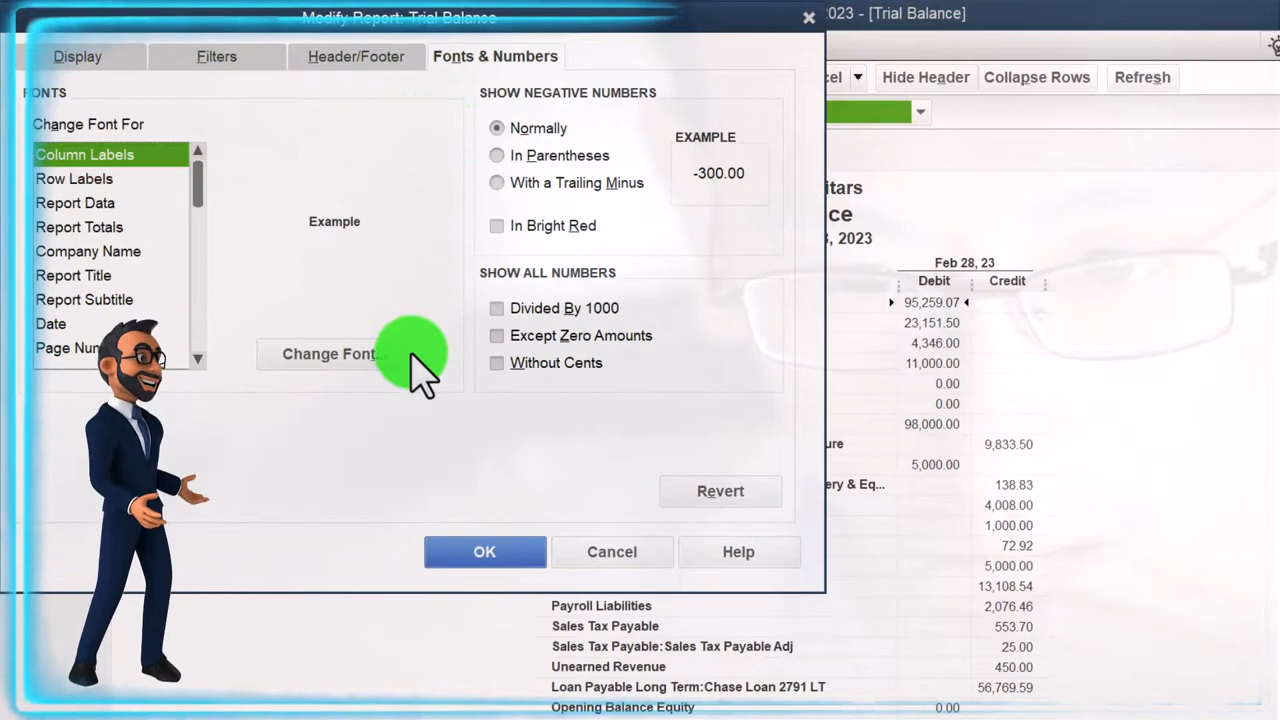 Modify Report: Trial Balance
2023 - [Trial Balance]
Display
Filters
Header/Footer
Fonts & Numbers
Hide Header
Collapse Rows
Refresh
FONTS
Change Font For
Column Labels
Row Labels
Report Data
Report Totals
Company Name
Report Title
Report Subtitle
Date
Example
Change Font...
SHOW NEGATIVE NUMBERS
Normally
In Parentheses
With a Trailing Minus
In Bright Red
EXAMPLE
-300.00
SHOW ALL NUMBERS
Divided By 1000
Except Zero Amounts
Without Cents
Revert
OK
Cancel
Help
2023
Feb 28, 23
Debit
Credit
95,259.07
23,151.50
4,346.00
11,000.00
0.00
0.00
98,000.00
9,833.50
5,000.00
138.83
4,008.00
1,000.00
72.92
5,000.00
13,108.54
Payroll Liabilities 2,076.46
Sales Tax Payable 553.70
Sales Tax Payable:Sales Tax Payable Adj 25.00
Unearned Revenue 450.00
Loan Payable Long Term:Chase Loan 2791 LT 56,769.59
Opening Balance Equity 0.00